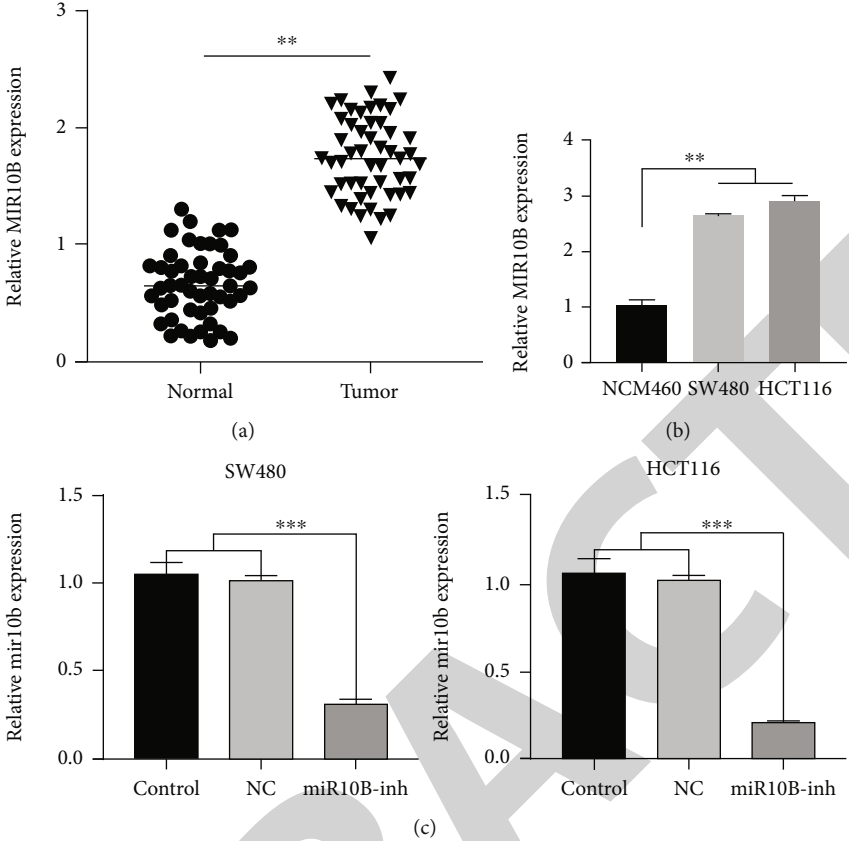 Relative MIR10B expression
3
2
1
0
**
Normal
Tumor
(a)
Relative MIR10B expression
4
3
2
1
0
**
NCM460 SW480 HCT116
(b)
SW480
Relative mir10b expression
1.5
1.0
0.5
0.0
***
Control NC miR10B-inh
HCT116
Relative mir10b expression
1.5
1.0
0.5
0.0
***
Control NC miR10B-inh
(c)